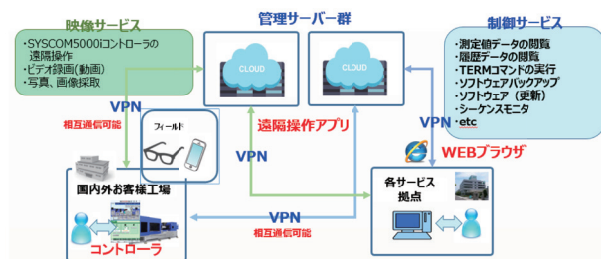 映像サービス
・SYSCOM5000iコントローラの
遠隔操作
・ビデオ録画(動画)
・写真、画像採取
管理サーバー群
CLOUD
CLOUD
制御サービス
・測定値データの閲覧
・履歴データの閲覧
・TERMコマンドの実行
・ソフトウェアバックアップ
・ソフトウェア（更新）
・シーケンスモニタ
・etc
VPN
相互通信可能
フィールド
遠隔操作アプリ
VPN
VPN
WEBブラウザ
国内外お客様工場
コントローラ
VPN
相互通信可能
各サービス
拠点